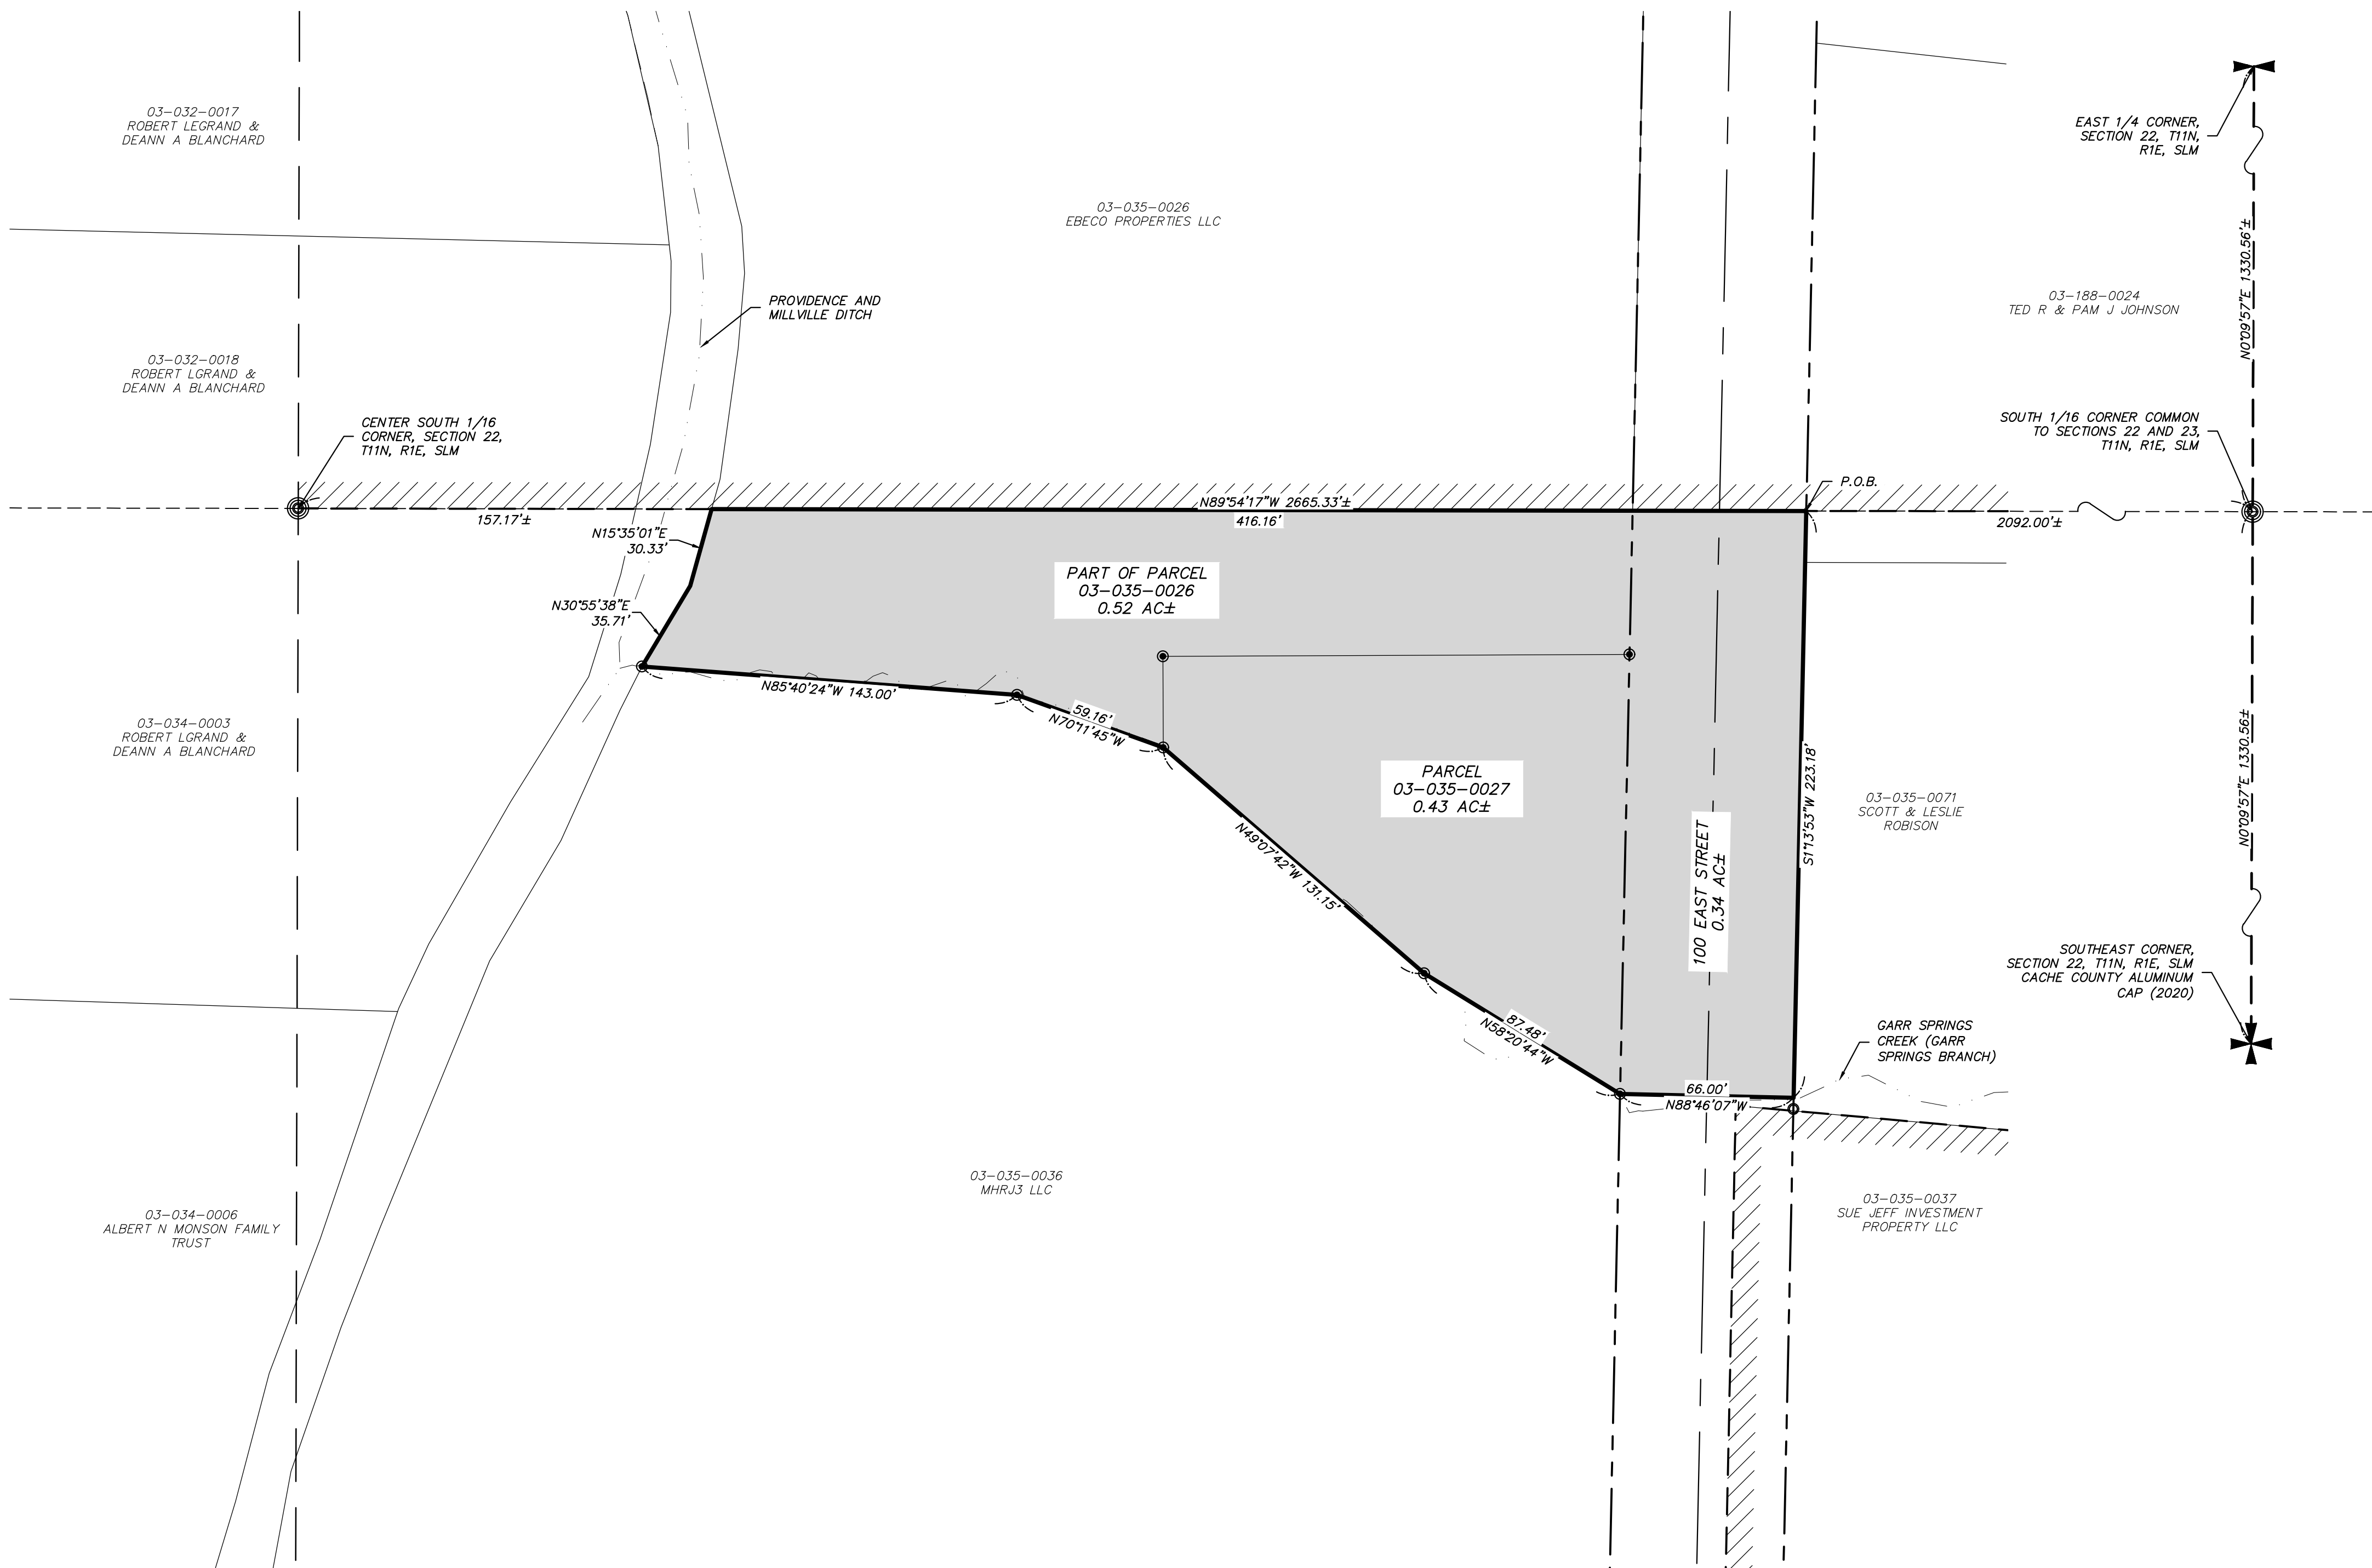 03-032-0017
ROBERT LEGRAND &
DEANN A BLANCHARD
03-035-0026
EBECO PROPERTIES LLC
EAST 1/4 CORNER,
SECTION 22, T11N,
R1E, SLM
N0°09'57"E 1330.56'±
PROVIDENCE AND
MILLVILLE DITCH
03-188-0024
TED R & PAM J JOHNSON
03-032-0018
ROBERT LGRAND &
DEANN A BLANCHARD
CENTER SOUTH 1/16
CORNER, SECTION 22,
T11N, R1E, SLM
SOUTH 1/16 CORNER COMMON
TO SECTIONS 22 AND 23,
T11N, R1E, SLM
P.O.B.
N89°54'17"W 2665.33'±
157.17'±
416.16'
2092.00'±
N15°35'01"E
30.33'
N30°55'38"E
35.71'
PART OF PARCEL
03-035-0026
0.52 AC±
N85°40'24"W 143.00'
59.16'
N70°11'45"W
03-034-0003
ROBERT LGRAND &
DEANN A BLANCHARD
PARCEL
03-035-0027
0.43 AC±
N49°07'42"W 131.15'
100 EAST STREET
0.34 AC±
S1°13'53"W 223.18'
03-035-0071
SCOTT & LESLIE
ROBISON
N0°09'57"E 1330.56±
SOUTHEAST CORNER,
SECTION 22, T11N, R1E, SLM
CACHE COUNTY ALUMINUM
CAP (2020)
87.48'
N58°20'44"W
GARR SPRINGS
CREEK (GARR
SPRINGS BRANCH)
66.00'
N88°46'07"W
03-035-0036
MHRJ3 LLC
03-034-0006
ALBERT N MONSON FAMILY
TRUST
03-035-0037
SUE JEFF INVESTMENT
PROPERTY LLC